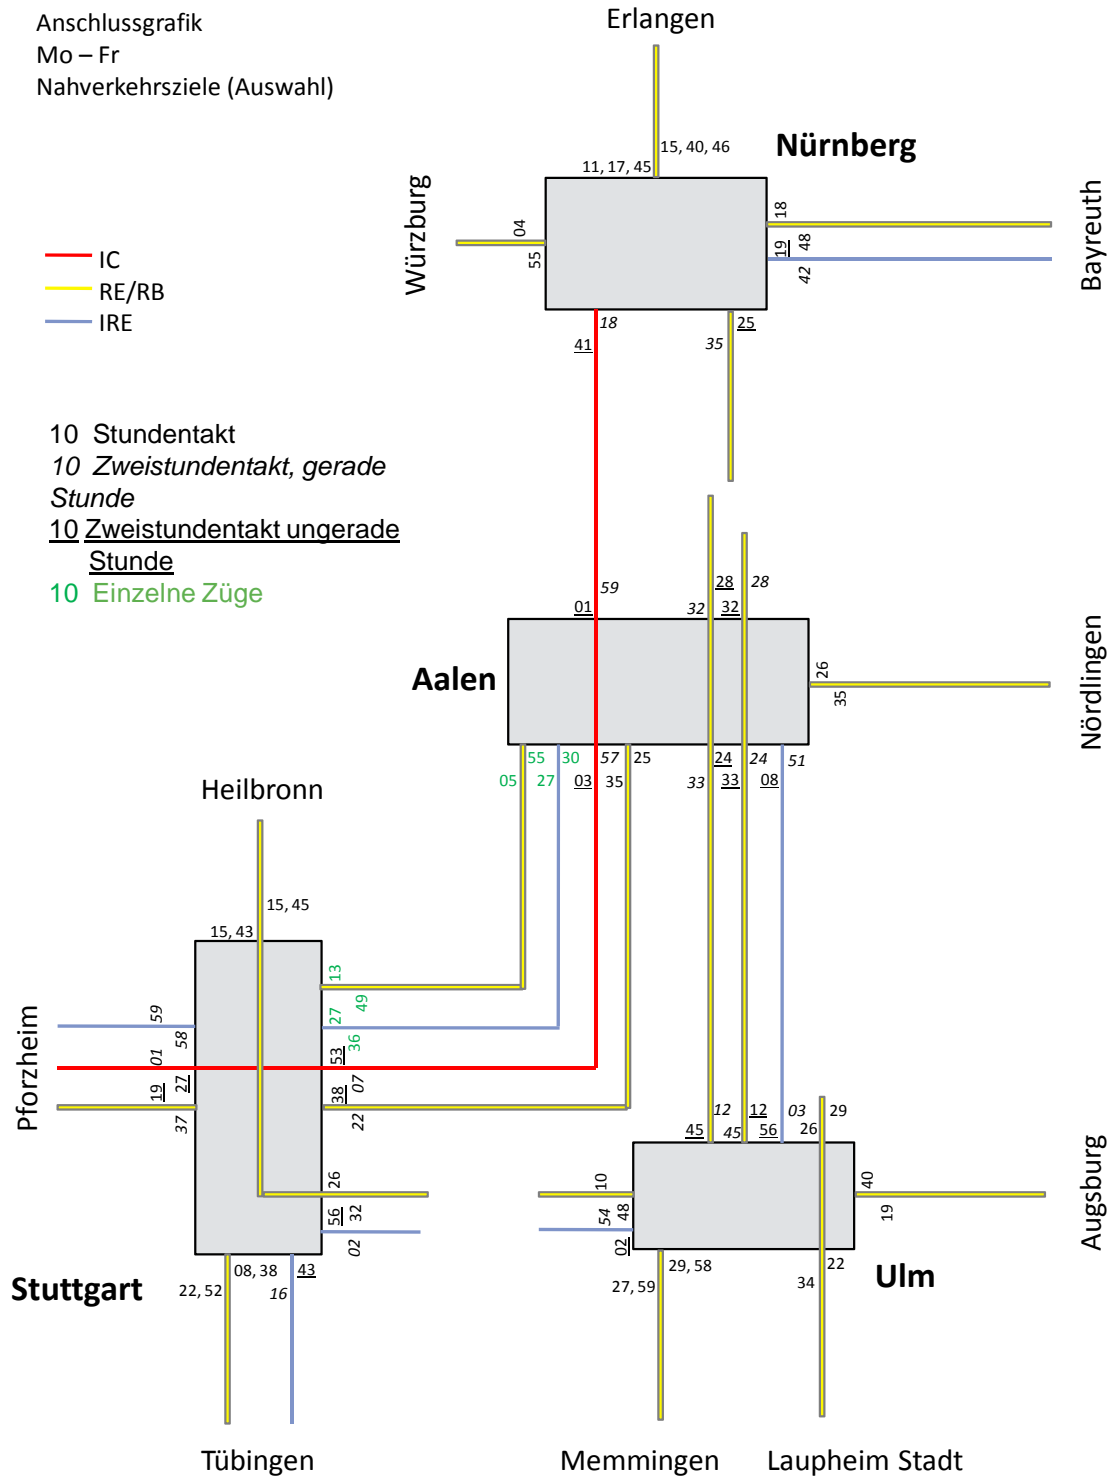 Anschlussgrafik
Mo – Fr
Nahverkehrsziele (Auswahl)
Erlangen
15, 40, 46
11, 17, 45
Nürnberg
Würzburg
04
55
18
19
48
42
Bayreuth
IC
RE/RB
IRE
18
41
25
35
10 Stundentakt
10 Zweistundentakt, gerade
Stunde
10 Zweistundentakt ungerade
Stunde
10 Einzelne Züge
59
01
28
32
28
32
Aalen
26
35
Nördlingen
55
05
30
27
57
03
25
35
24
33
24
33
51
08
Heilbronn
15, 45
15, 43
13
49
27
36
53
07
38
22
Pforzheim
59
58
01
27
19
37
26
32
56
02
Stuttgart
08, 38
22, 52
43
16
Tübingen
12
45
12
45
03
56
29
26
10
48
54
02
40
19
Augsburg
29, 58
27, 59
22
34
Ulm
Memmingen
Laupheim Stadt